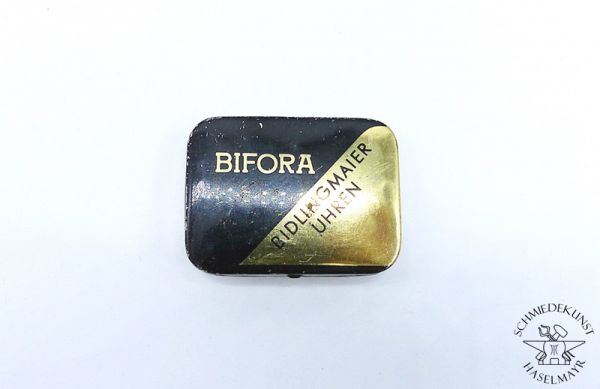 BIFORA
BIDLINGMAIER
UHREN
SCHMIEDEKUNST
HASELMAYR